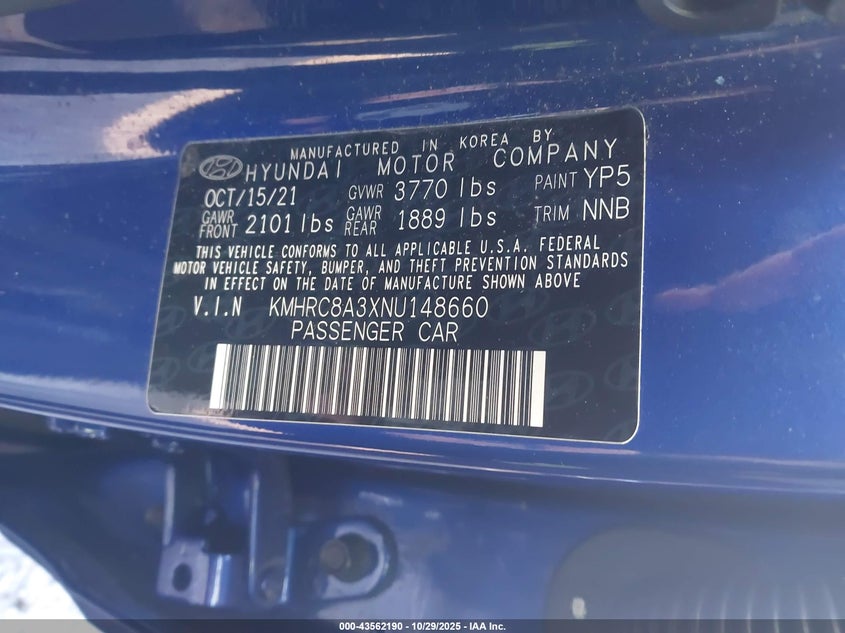 MANUFACTURED IN KOREA BY
HYUNDAI MOTOR COMPANY
OCT/15/21 GVWR 3770 lbs PAINT YP5
GAWR FRONT 2101 lbs GAWR REAR 1889 lbs TRIM NNB
THIS VEHICLE CONFORMS TO ALL APPLICABLE U.S.A. FEDERAL
MOTOR VEHICLE SAFETY, BUMPER, AND THEFT PREVENTION STANDARDS
IN EFFECT ON THE DATE OF MANUFACTURE SHOWN ABOVE
V.I.N KMHRC8A3XNU148660
PASSENGER CAR
000-43562190 - 10/29/2025 - IAA Inc.